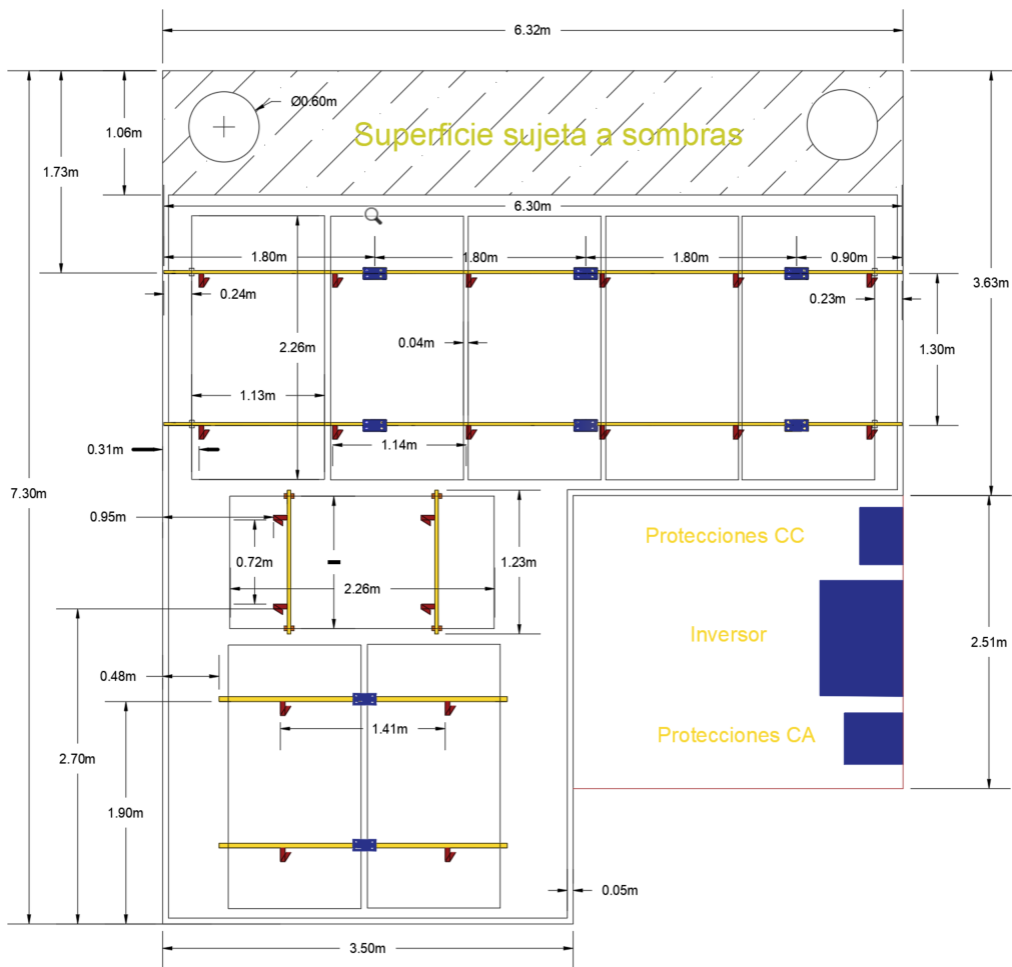 6.32m
Ø0.60m
1.06m
Superficie sujeta a sombras
1.73m
6.30m
1.80m
1.80m
1.80m
0.90m
3.63m
0.24m
0.23m
2.26m
0.04m
1.30m
1.13m
1.14m
0.31m
7.30m
0.95m
Protecciones CC
0.72m
1.23m
2.26m
Inversor
2.51m
0.48m
1.41m
Protecciones CA
2.70m
1.90m
0.05m
3.50m